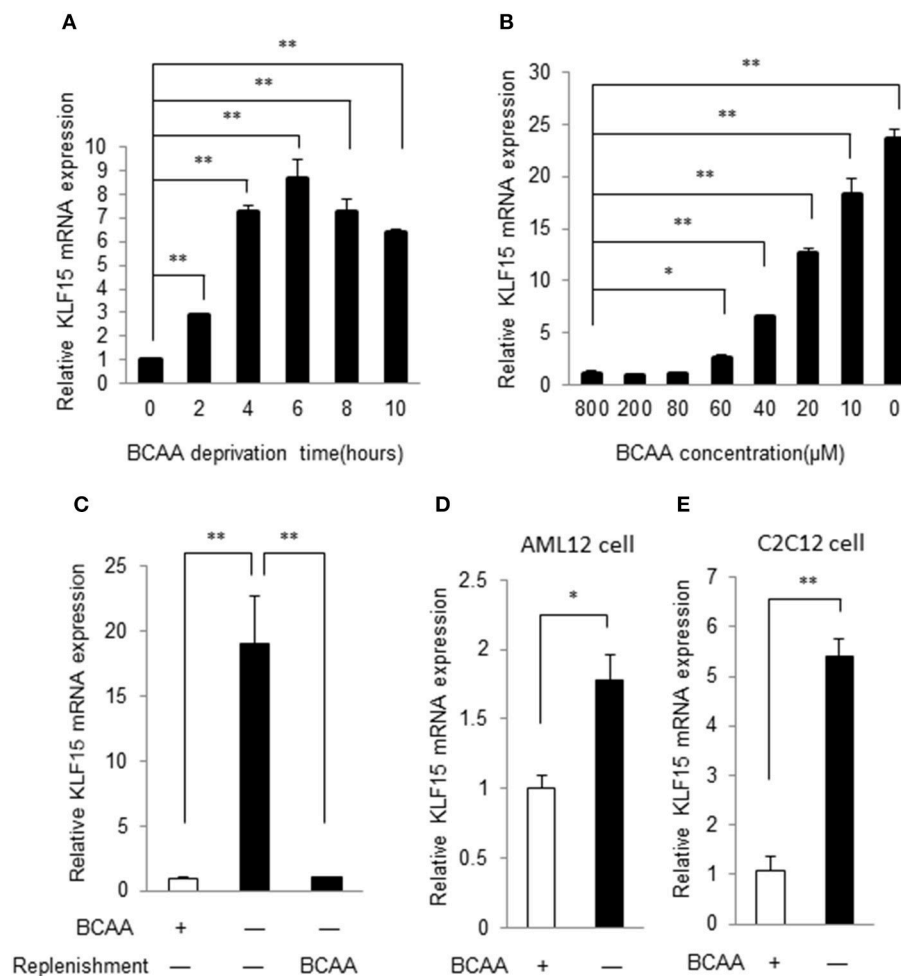 A
**
**
**
**
**
Relative KLF15 mRNA expression
10
9
8
7
6
5
4
3
2
1
0
0 2 4 6 8 10
BCAA deprivation time(hours)
B
**
**
**
**
*
Relative KLF15 mRNA expression
30
25
20
15
10
5
0
800 200 80 60 40 20 10 0
BCAA concentration(µM)
C
** **
Relative KLF15 mRNA expression
25
20
15
10
5
0
BCAA + — —
Replenishment — — BCAA
D
AML12 cell
*
Relative KLF15 mRNA expression
2.5
2
1.5
1
0.5
0
BCAA + —
E
C2C12 cell
**
Relative KLF15 mRNA expression
7
6
5
4
3
2
1
0
BCAA + —